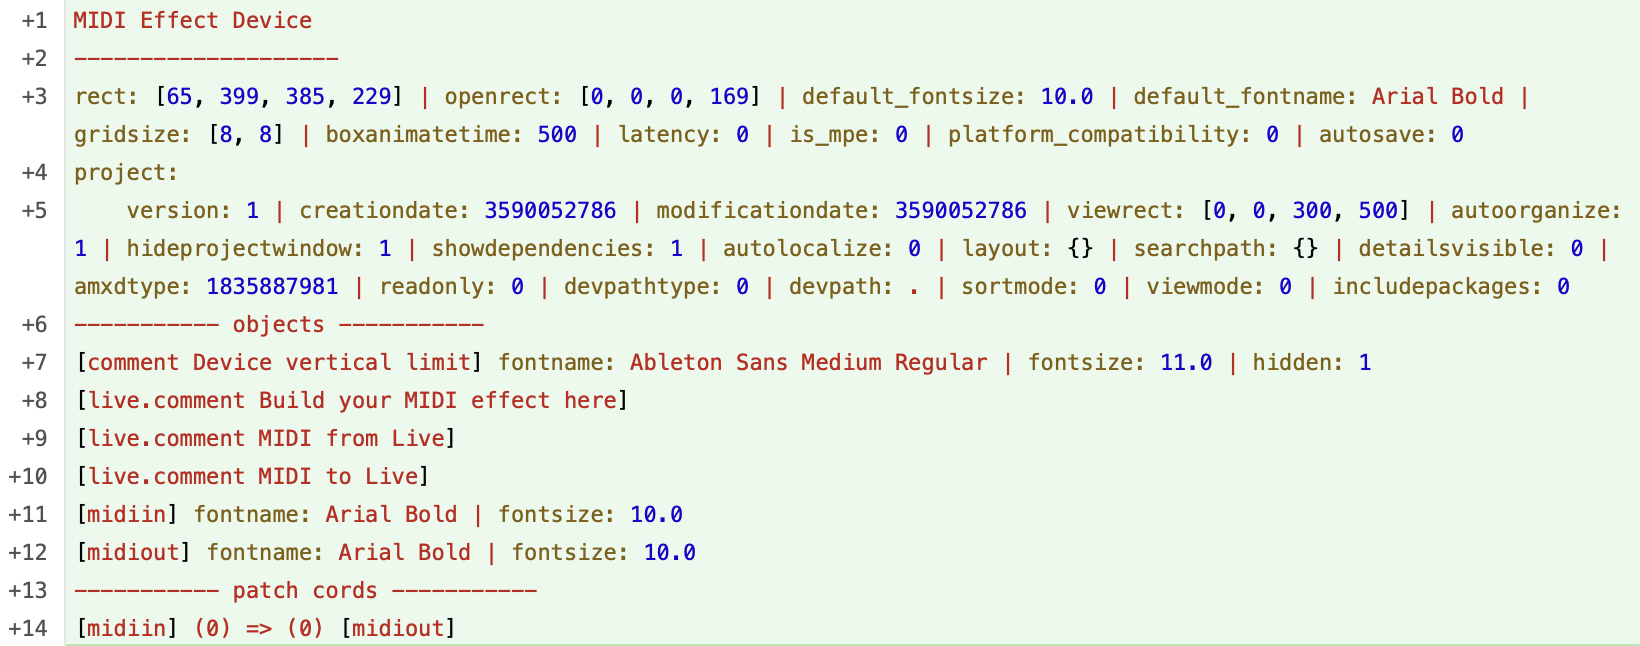 +1 MIDI Effect Device
+2 --------------------
+3 rect: [65, 399, 385, 229] | openrect: [0, 0, 0, 169] | default_fontsize: 10.0 | default_fontname: Arial Bold |
gridsize: [8, 8] | boxanimatetime: 500 | latency: 0 | is_mpe: 0 | platform_compatibility: 0 | autosave: 0
+4 project:
+5     version: 1 | creationdate: 3590052786 | modificationdate: 3590052786 | viewrect: [0, 0, 300, 500] | autoorganize:
1 | hideprojectwindow: 1 | showdependencies: 1 | autolocalize: 0 | layout: {} | searchpath: {} | detailsvisible: 0 |
amxdtype: 1835887981 | readonly: 0 | devpathtype: 0 | devpath: . | sortmode: 0 | viewmode: 0 | includepackages: 0
+6 ----------- objects -----------
+7 [comment Device vertical limit] fontname: Ableton Sans Medium Regular | fontsize: 11.0 | hidden: 1
+8 [live.comment Build your MIDI effect here]
+9 [live.comment MIDI from Live]
+10 [live.comment MIDI to Live]
+11 [midiin] fontname: Arial Bold | fontsize: 10.0
+12 [midiout] fontname: Arial Bold | fontsize: 10.0
+13 ----------- patch cords -----------
+14 [midiin] (0) => (0) [midiout]